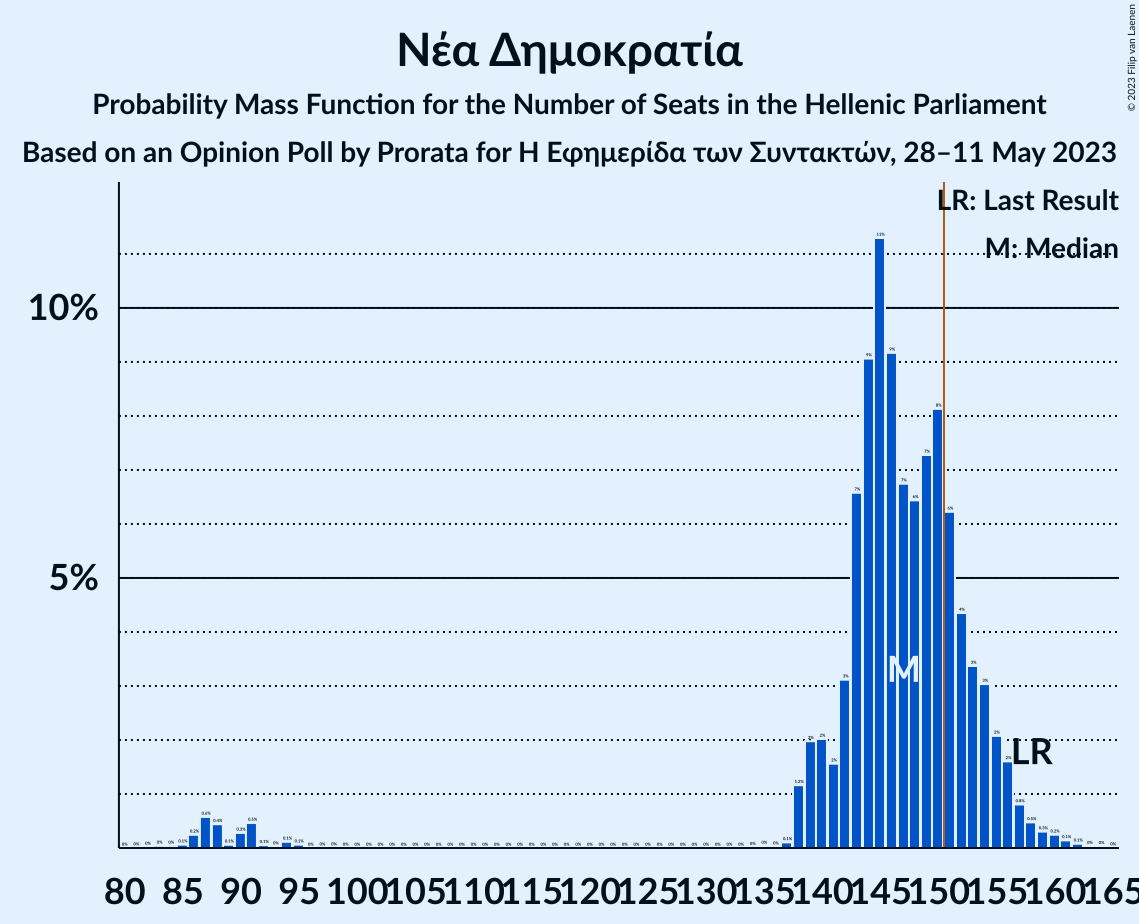 Νέα Δημοκρατία
Probability Mass Function for the Number of Seats in the Hellenic Parliament
Based on an Opinion Poll by Prorata for Η Εφημερίδα των Συντακτών, 28–11 May 2023
© 2023 Filip van Laenen
LR: Last Result
M: Median
10%
5%
M
LR
80 85 90 95 100 105 110 115 120 125 130 135 140 145 150 155 160 165